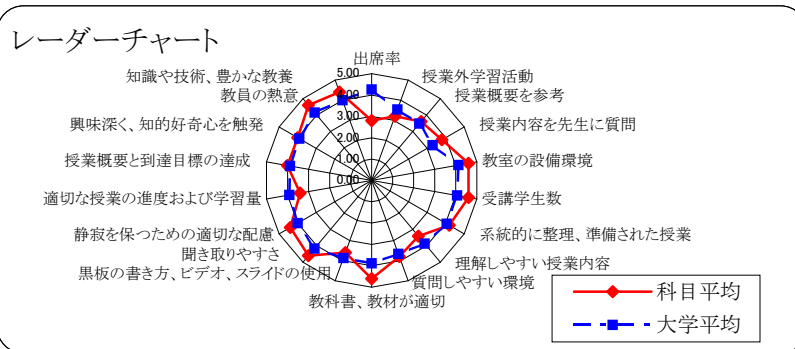 レーダーチャート
出席率
授業外学習活動
授業概要を参考
授業内容を先生に質問
教室の設備環境
受講学生数
系統的に整理、準備された授業
理解しやすい授業内容
質問しやすい環境
教科書、教材が適切
黒板の書き方、ビデオ、スライドの使用
聞き取りやすさ
静寂を保つための適切な配慮
適切な授業の進度および学習量
授業概要と到達目標の達成
興味深く、知的好奇心を触発
教員の熱意
知識や技術、豊かな教養
5.00
4.00
3.00
2.00
1.00
0.00
科目平均
大学平均